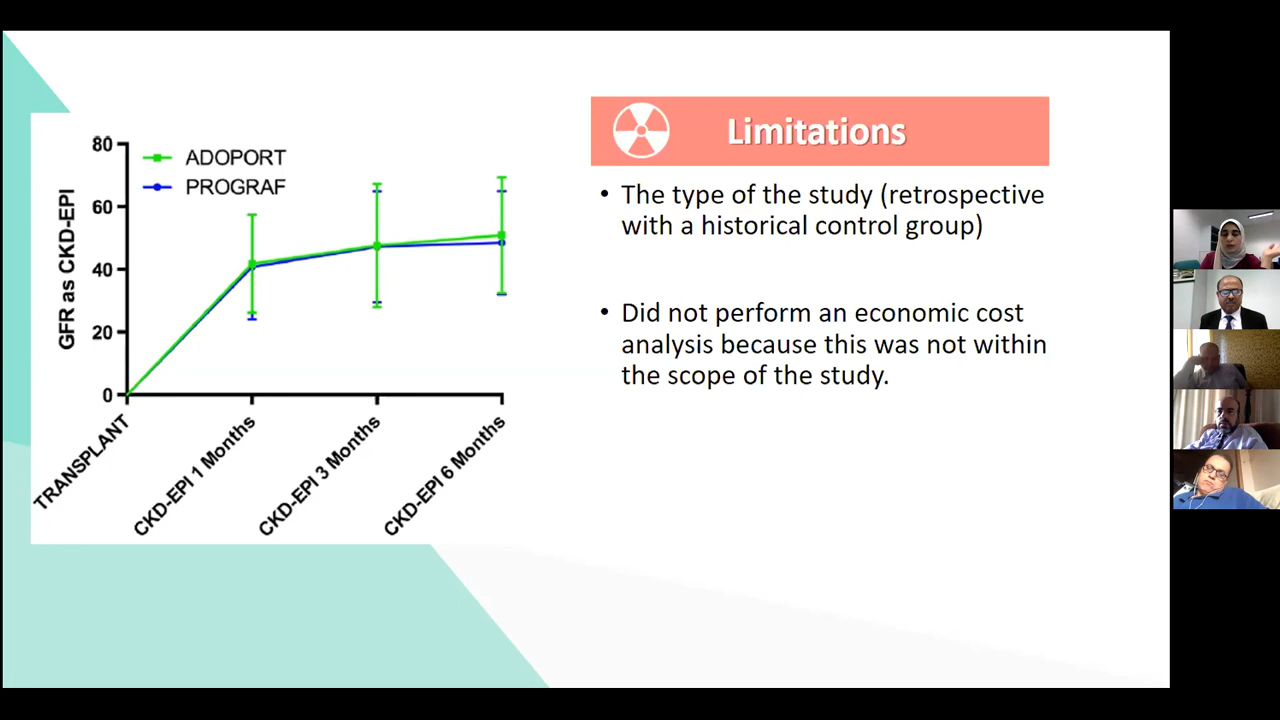 80
60
40
20
0
GFR as CKD-EPI
ADOPORT
PROGRAF
TRANSPLANT
CKD-EPI 1 Months
CKD-EPI 3 Months
CKD-EPI 6 Months
Limitations
• The type of the study (retrospective
with a historical control group)
• Did not perform an economic cost
analysis because this was not within
the scope of the study.